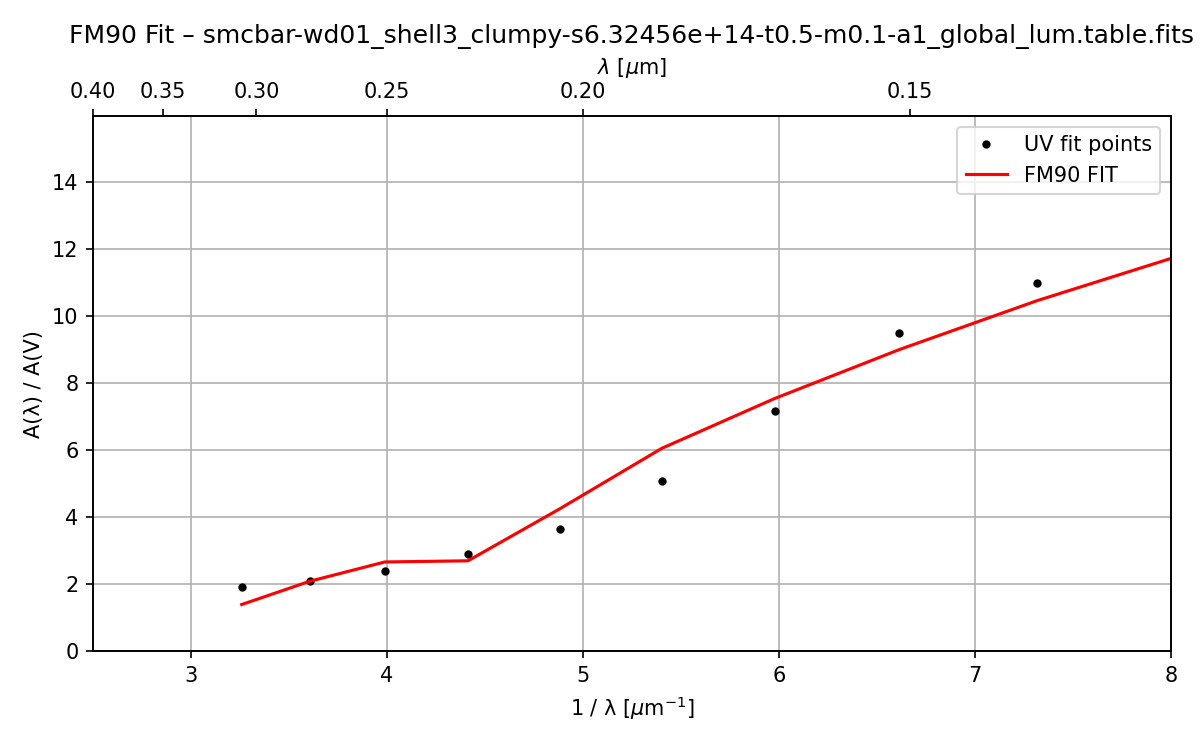 FM90 Fit – smcbar-wd01_shell3_clumpy-s6.32456e+14-t0.5-m0.1-a1_global_lum.table.fits
λ [μm]
0.40 0.35 0.30 0.25 0.20 0.15
UV fit points
FM90 FIT
A(λ) / A(V)
14
12
10
8
6
4
2
0
3 4 5 6 7 8
1 / λ [μm⁻¹]